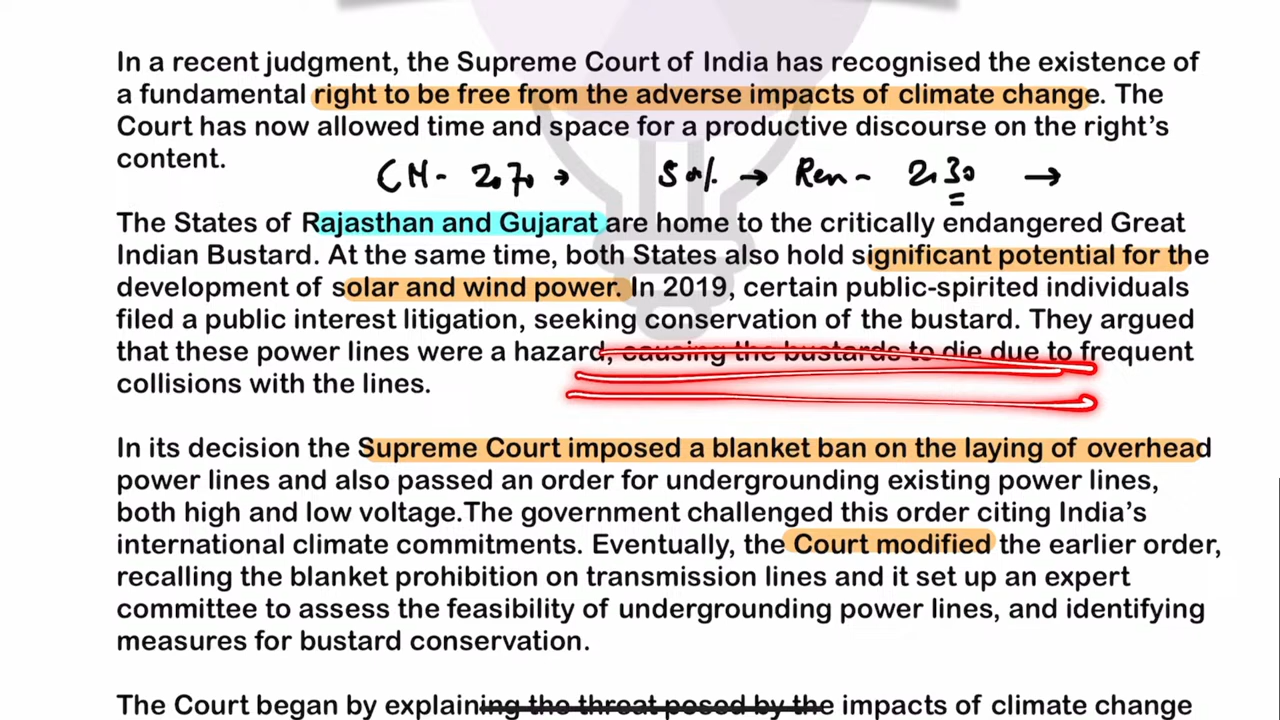 In a recent judgment, the Supreme Court of India has recognised the existence of
a fundamental right to be free from the adverse impacts of climate change. The
Court has now allowed time and space for a productive discourse on the right's
content.
CN - 2070 → 50% → Ren - 2030 →
The States of Rajasthan and Gujarat are home to the critically endangered Great
Indian Bustard. At the same time, both States also hold significant potential for the
development of solar and wind power. In 2019, certain public-spirited individuals
filed a public interest litigation, seeking conservation of the bustard. They argued
that these power lines were a hazard, causing the bustards to die due to frequent
collisions with the lines.
In its decision the Supreme Court imposed a blanket ban on the laying of overhead
power lines and also passed an order for undergrounding existing power lines,
both high and low voltage.The government challenged this order citing India's
international climate commitments. Eventually, the Court modified the earlier order,
recalling the blanket prohibition on transmission lines and it set up an expert
committee to assess the feasibility of undergrounding power lines, and identifying
measures for bustard conservation.
The Court began by explaining the threat posed by the impacts of climate change